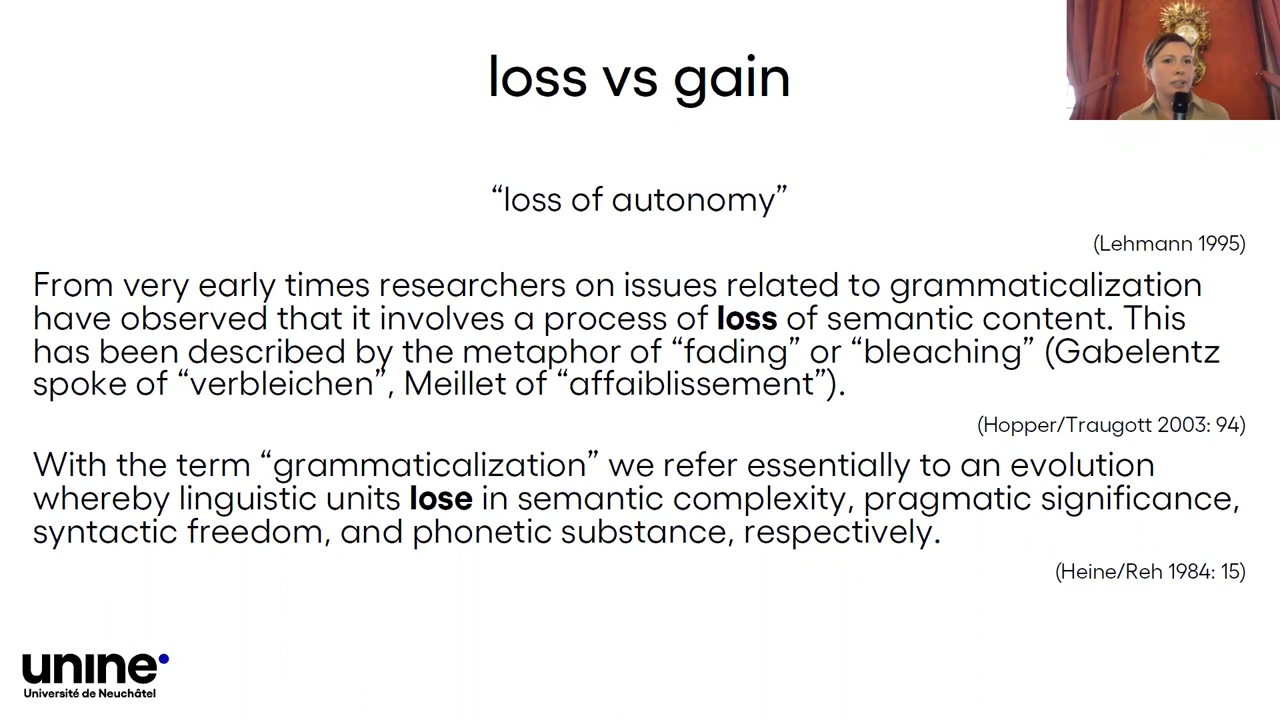 loss vs gain
“loss of autonomy”
(Lehmann 1995)
From very early times researchers on issues related to grammaticalization
have observed that it involves a process of loss of semantic content. This
has been described by the metaphor of “fading” or “bleaching” (Gabelentz
spoke of “verbleichen”, Meillet of “affaiblissement”).
(Hopper/Traugott 2003: 94)
With the term “grammaticalization” we refer essentially to an evolution
whereby linguistic units lose in semantic complexity, pragmatic significance,
syntactic freedom, and phonetic substance, respectively.
(Heine/Reh 1984: 15)
unine
Université de Neuchâtel